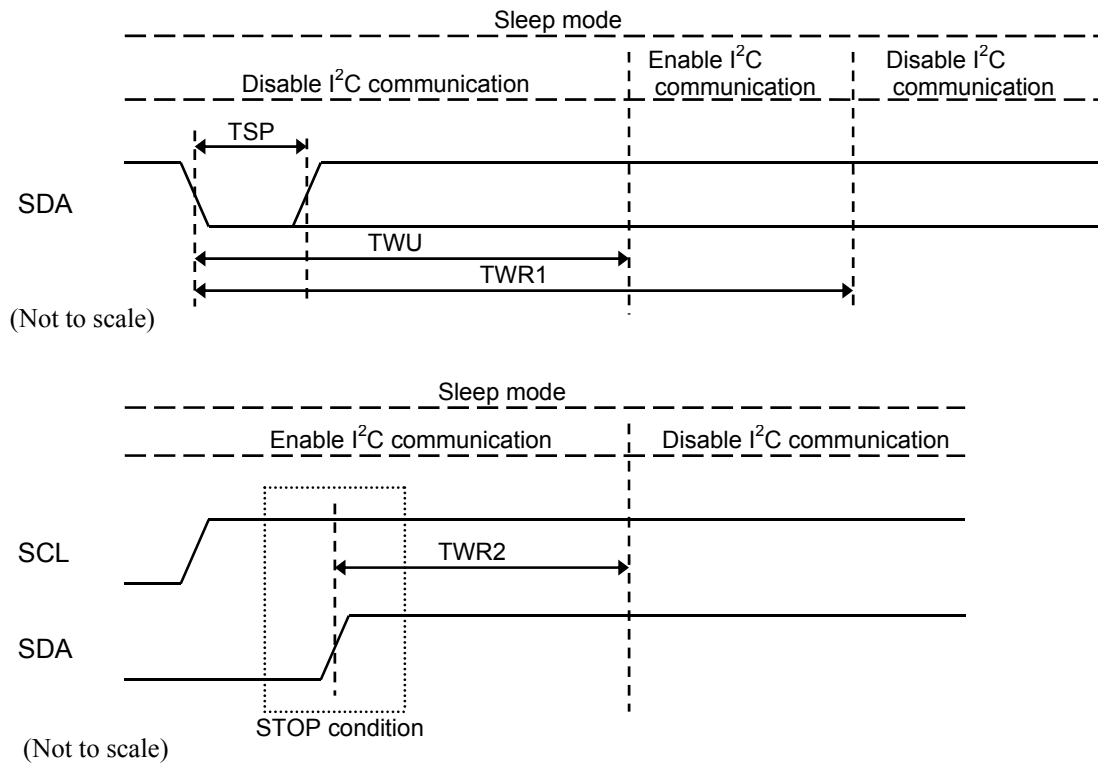 Sleep mode
Disable I²C communication
Enable I²C
communication
Disable I²C
communication
TSP
SDA
TWU
TWR1
(Not to scale)
Sleep mode
Enable I²C communication
Disable I²C communication
SCL
TWR2
SDA
STOP condition
(Not to scale)